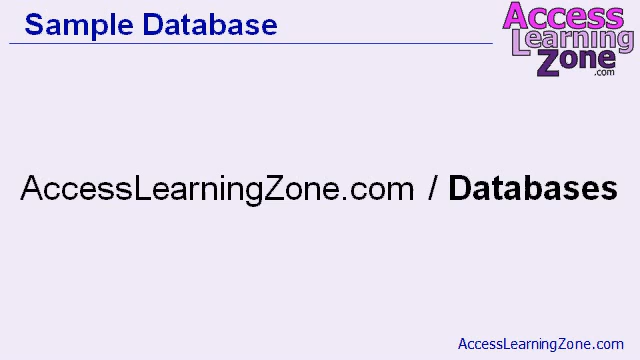 Sample Database
Access
Learning
Zone
.com
AccessLearningZone.com / Databases
AccessLearningZone.com